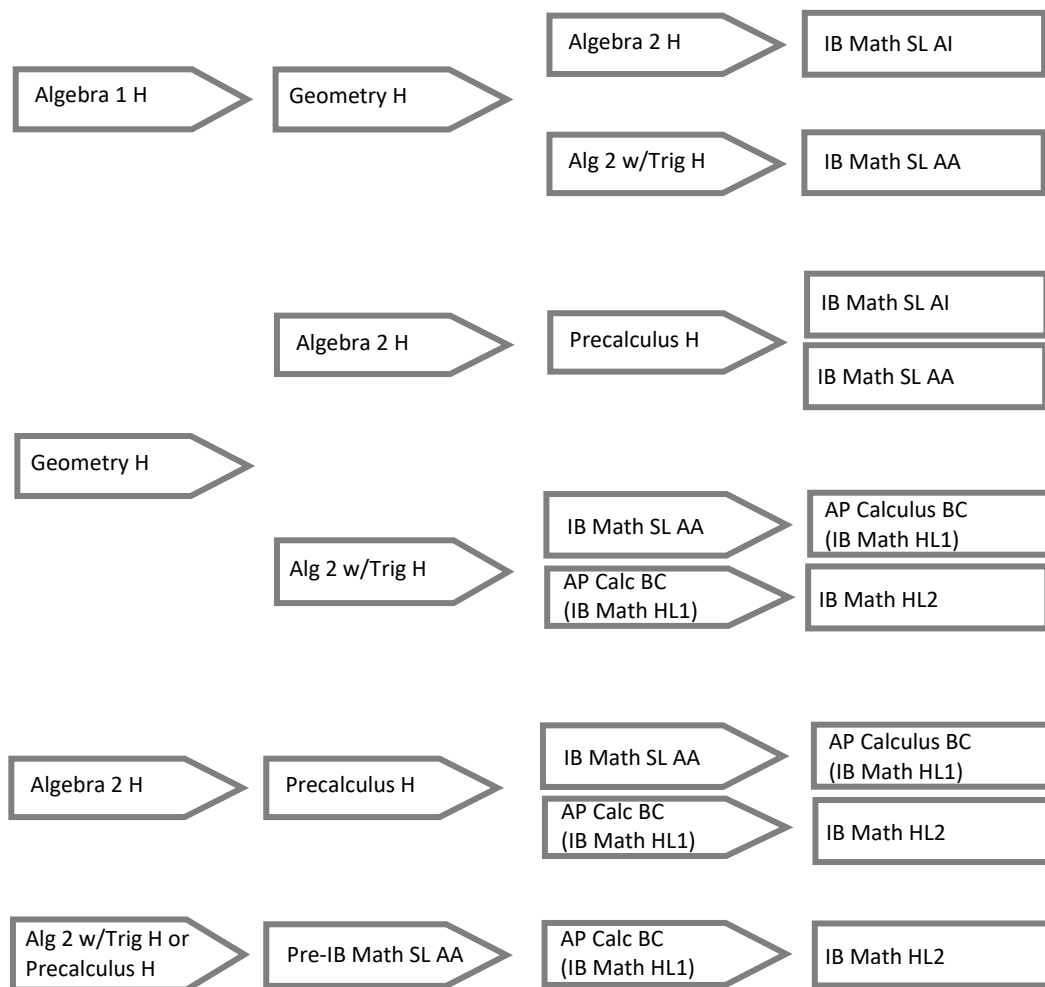 Algebra 1 H
Geometry H
Algebra 2 H
IB Math SL AI
Alg 2 w/Trig H
IB Math SL AA
Geometry H
Algebra 2 H
Precalculus H
IB Math SL AI
IB Math SL AA
Alg 2 w/Trig H
IB Math SL AA
AP Calculus BC
(IB Math HL1)
AP Calc BC
(IB Math HL1)
IB Math HL2
Algebra 2 H
Precalculus H
IB Math SL AA
AP Calculus BC
(IB Math HL1)
AP Calc BC
(IB Math HL1)
IB Math HL2
Alg 2 w/Trig H or
Precalculus H
Pre-IB Math SL AA
AP Calc BC
(IB Math HL1)
IB Math HL2